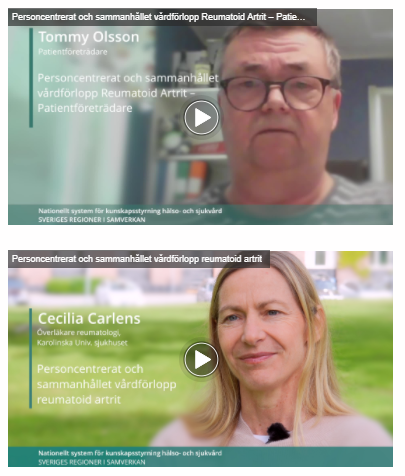 Personcentrerat och sammanhållet vårdförlopp Reumatoid Artrit – Patie...
Tommy Olsson
Patientföreträdare
Personcentrerat och sammanhållet
vårdförlopp Reumatoid Artrit –
Patientföreträdare
Nationellt system för kunskapsstyrning hälso- och sjukvård
SVERIGES REGIONER I SAMVERKAN
Personcentrerat och sammanhållet vårdförlopp reumatoid artrit
Cecilia Carlens
Överläkare reumatologi,
Karolinska Univ. sjukhuset
Personcentrerat och
sammanhållet vårdförlopp
reumatoid artrit
Nationellt system för kunskapsstyrning hälso- och sjukvård
SVERIGES REGIONER I SAMVERKAN